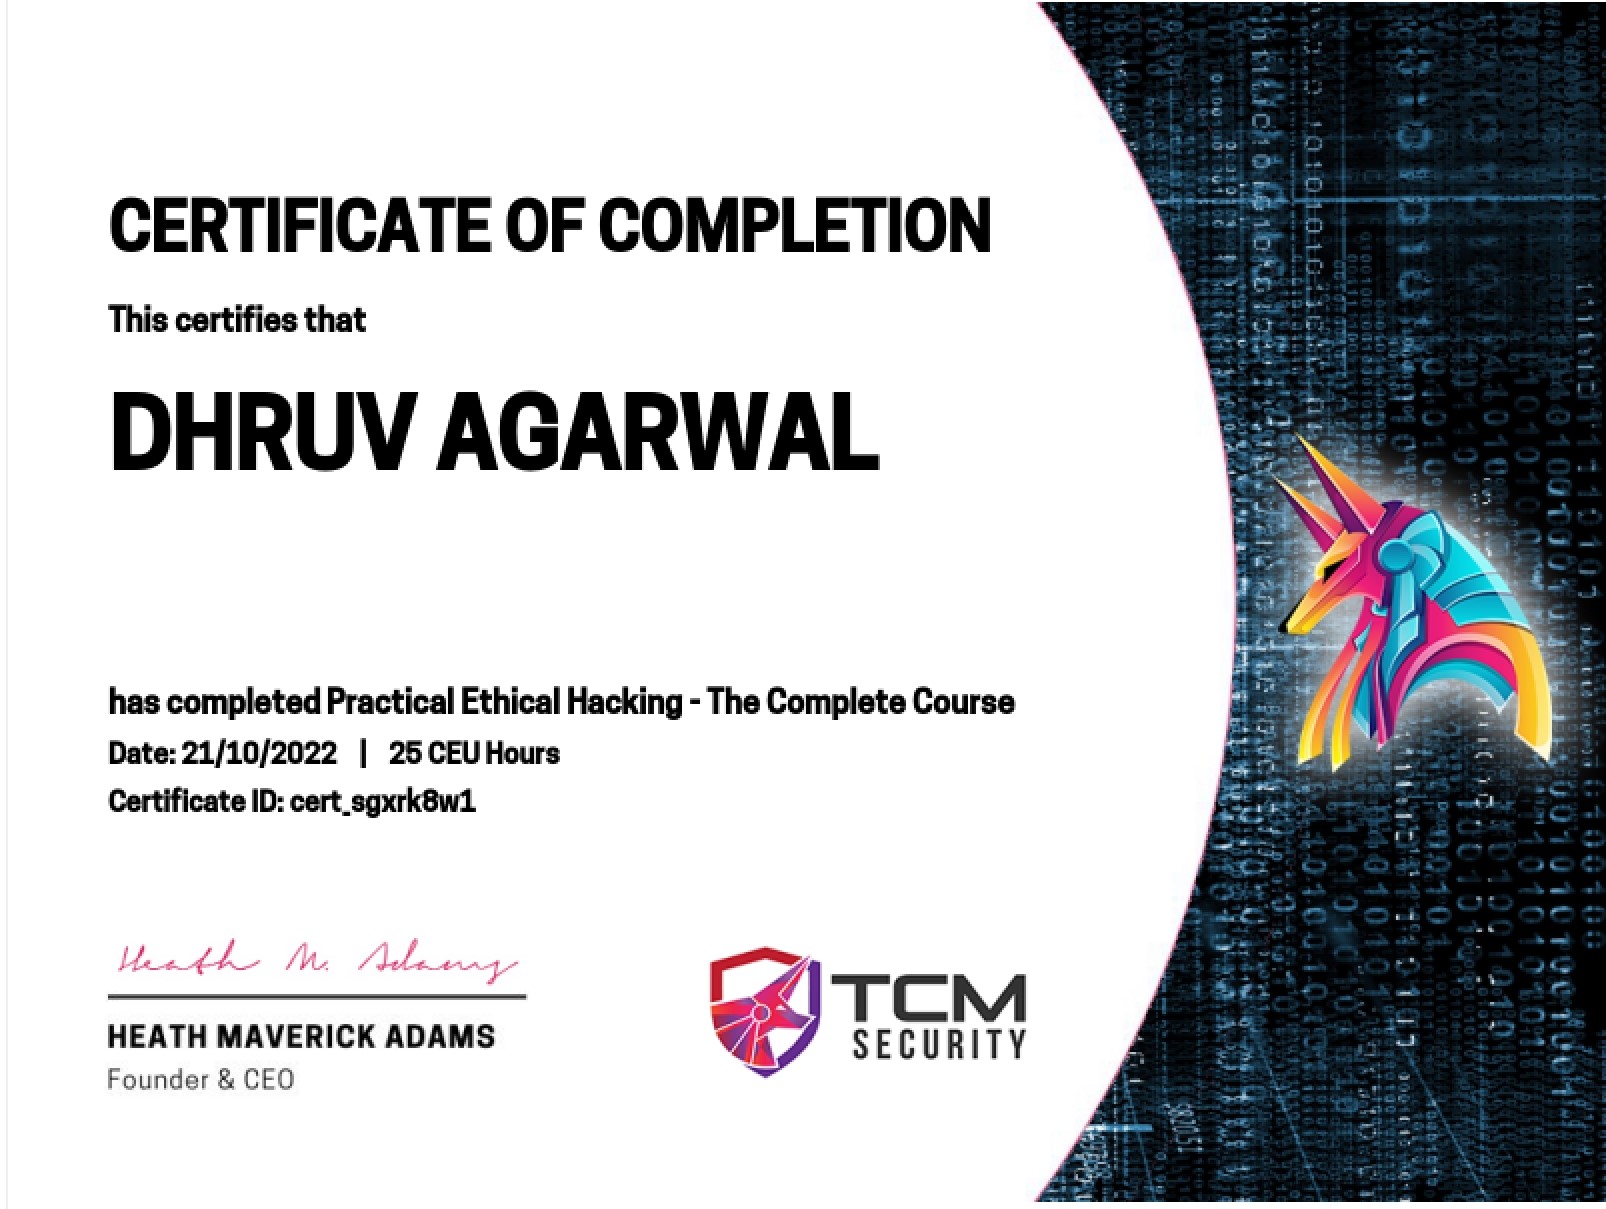 CERTIFICATE OF COMPLETION
This certifies that
DHRUV AGARWAL
has completed Practical Ethical Hacking - The Complete Course
Date: 21/10/2022 | 25 CEU Hours
Certificate ID: cert_sgxrk8w1
Heath M. Adams
HEATH MAVERICK ADAMS
Founder & CEO
TCM
SECURITY